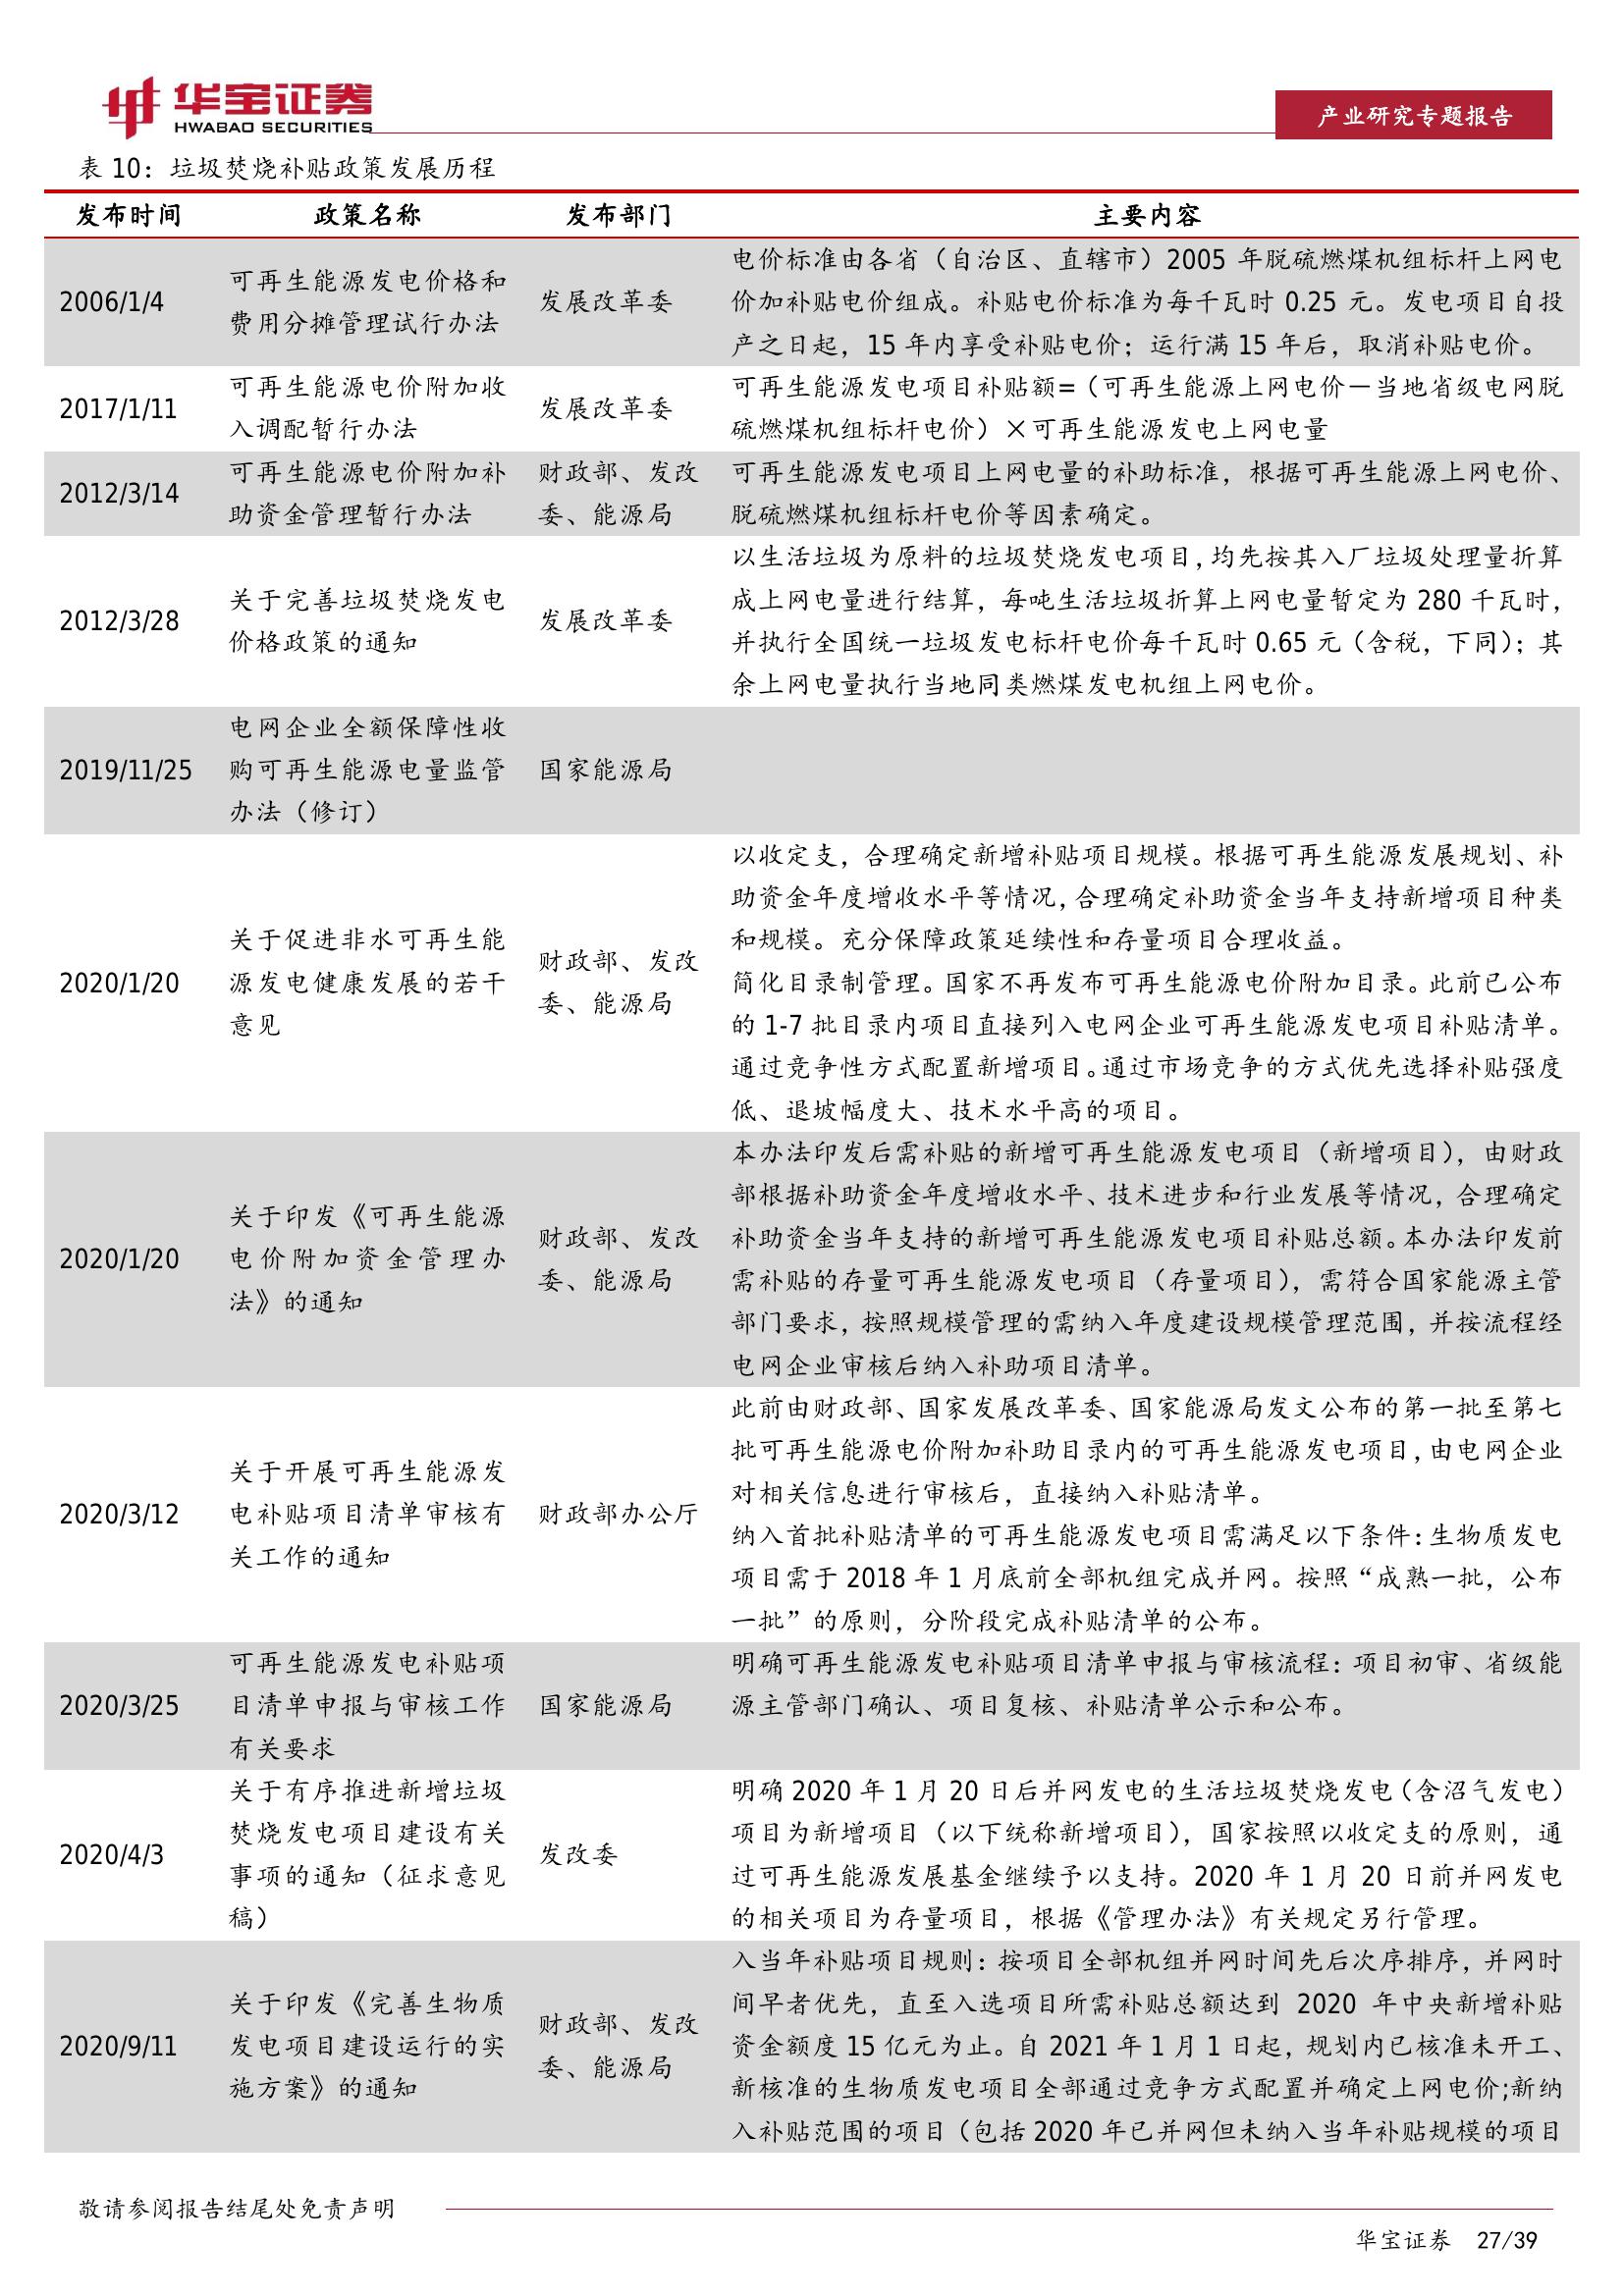 华宝证券
HWABAO SECURITIES
产业研究专题报告
表 10：垃圾焚烧补贴政策发展历程
发布时间 政策名称 发布部门 主要内容
2006/1/4
可再生能源发电价格和
费用分摊管理试行办法
发展改革委
电价标准由各省（自治区、直辖市）2005 年脱硫燃煤机组标杆上网电
价加补贴电价组成。补贴电价标准为每千瓦时 0.25 元。发电项目自投
产之日起，15 年内享受补贴电价；运行满 15 年后，取消补贴电价。
2017/1/11
可再生能源电价附加收
入调配暂行办法
发展改革委
可再生能源发电项目补贴额=（可再生能源上网电价—当地省级电网脱
硫燃煤机组标杆电价）×可再生能源发电上网电量
2012/3/14
可再生能源电价附加补
助资金管理暂行办法
财政部、发改
委、能源局
可再生能源发电项目上网电量的补助标准，根据可再生能源上网电价、
脱硫燃煤机组标杆电价等因素确定。
2012/3/28
关于完善垃圾焚烧发电
价格政策的通知
发展改革委
以生活垃圾为原料的垃圾焚烧发电项目，均先按其入厂垃圾处理量折算
成上网电量进行结算，每吨生活垃圾折算上网电量暂定为 280 千瓦时，
并执行全国统一垃圾发电标杆电价每千瓦时 0.65 元（含税，下同）；其
余上网电量执行当地同类燃煤发电机组上网电价。
2019/11/25
电网企业全额保障性收
购可再生能源电量监管
办法（修订）
国家能源局
2020/1/20
关于促进非水可再生能
源发电健康发展的若干
意见
财政部、发改
委、能源局
以收定支，合理确定新增补贴项目规模。根据可再生能源发展规划、补
助资金年度增收水平等情况，合理确定补助资金当年支持新增项目种类
和规模。充分保障政策延续性和存量项目合理收益。
简化目录制管理。国家不再发布可再生能源电价附加目录。此前已公布
的 1-7 批目录内项目直接列入电网企业可再生能源发电项目补贴清单。
通过竞争性方式配置新增项目。通过市场竞争的方式优先选择补贴强度
低、退坡幅度大、技术水平高的项目。
2020/1/20
关于印发《可再生能源
电价附加资金管理办
法》的通知
财政部、发改
委、能源局
本办法印发后需补贴的新增可再生能源发电项目（新增项目），由财政
部根据补助资金年度增收水平、技术进步和行业发展等情况，合理确定
补助资金当年支持的新增可再生能源发电项目补贴总额。本办法印发前
需补贴的存量可再生能源发电项目（存量项目），需符合国家能源主管
部门要求，按照规模管理的需纳入年度建设规模管理范围，并按流程经
电网企业审核后纳入补助项目清单。
2020/3/12
关于开展可再生能源发
电补贴项目清单审核有
关工作的通知
财政部办公厅
此前由财政部、国家发展改革委、国家能源局发文公布的第一批至第七
批可再生能源电价附加补助目录内的可再生能源发电项目，由电网企业
对相关信息进行审核后，直接纳入补贴清单。
纳入首批补贴清单的可再生能源发电项目需满足以下条件：生物质发电
项目需于 2018 年 1 月底前全部机组完成并网。按照“成熟一批，公布
一批”的原则，分阶段完成补贴清单的公布。
2020/3/25
可再生能源发电补贴项
目清单申报与审核工作
有关要求
国家能源局
明确可再生能源发电补贴项目清单申报与审核流程：项目初审、省级能
源主管部门确认、项目复核、补贴清单公示和公布。
2020/4/3
关于有序推进新增垃圾
焚烧发电项目建设有关
事项的通知（征求意见
稿）
发改委
明确 2020 年 1 月 20 日后并网发电的生活垃圾焚烧发电（含沼气发电）
项目为新增项目（以下统称新增项目），国家按照以收定支的原则，通
过可再生能源发展基金继续予以支持。2020 年 1 月 20 日前并网发电
的相关项目为存量项目，根据《管理办法》有关规定另行管理。
2020/9/11
关于印发《完善生物质
发电项目建设运行的实
施方案》的通知
财政部、发改
委、能源局
入当年补贴项目规则：按项目全部机组并网时间先后次序排序，并网时
间早者优先，直至入选项目所需补贴总额达到 2020 年中央新增补贴
资金额度 15 亿元为止。自 2021 年 1 月 1 日起，规划内已核准未开工、
新核准的生物质发电项目全部通过竞争方式配置并确定上网电价;新纳
入补贴范围的项目（包括 2020 年已并网但未纳入当年补贴规模的项目
敬请参阅报告结尾处免责声明
华宝证券 27/39